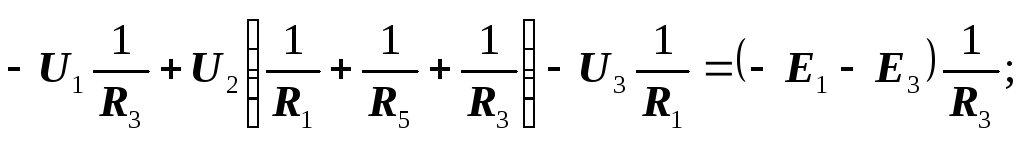 - U₁ 1/R₃ + U₂ (1/R₁ + 1/R₅ + 1/R₃) - U₃ 1/R₁ = (- E₁ - E₃) 1/R₃;